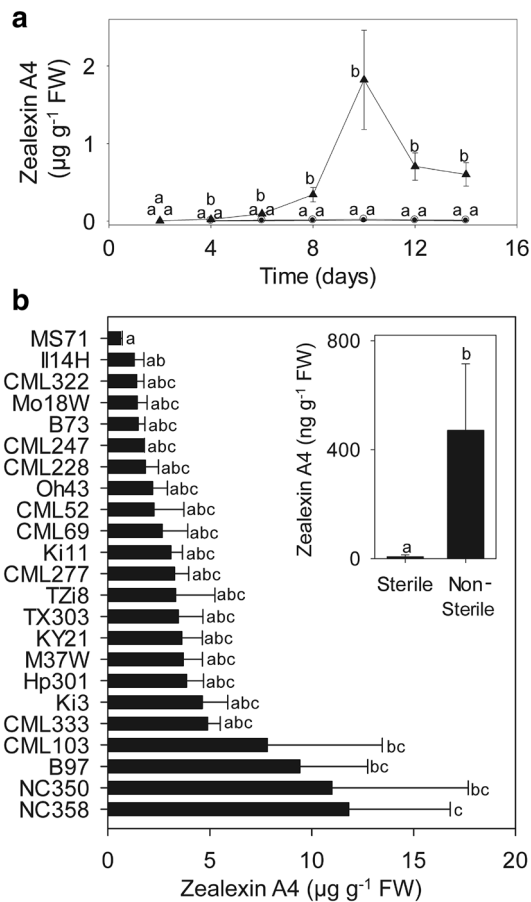 a
Zealexin A4
(µg g-1 FW)
2
1
0
b
b
b
b
b
b
a
a a
a a
a a
a a
a a
a a
a a
0 4 8 12 16
Time (days)
b
MS71 a
Il14H ab
CML322 abc
Mo18W abc
B73 abc
CML247 abc
CML228 abc
Oh43 abc
CML52 abc
CML69 abc
Ki11 abc
CML277 abc
TZi8 abc
TX303 abc
KY21 abc
M37W abc
Hp301 abc
Ki3 abc
CML333 abc
CML103 bc
B97 bc
NC350 bc
NC358 c
0 5 10 15 20
Zealexin A4 (µg g-1 FW)
Zealexin A4 (ng g-1 FW)
800
400
0
a
b
Sterile
Non-
Sterile